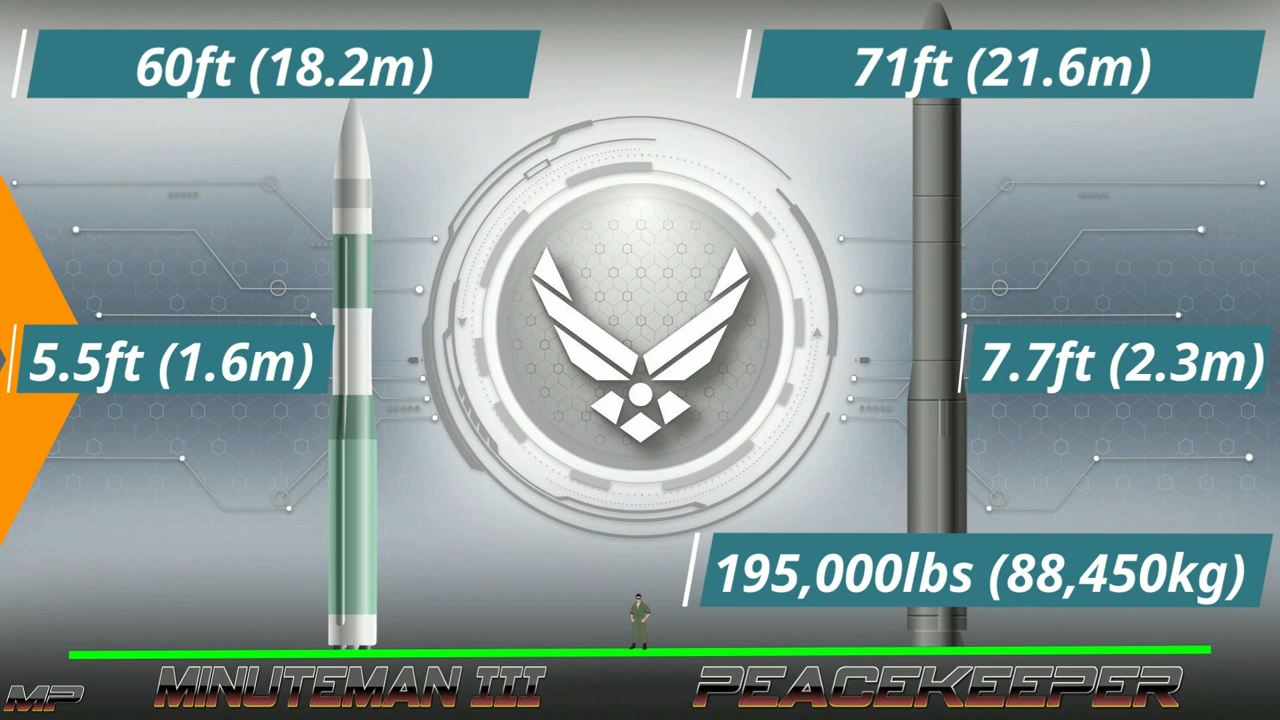 60ft (18.2m)
71ft (21.6m)
5.5ft (1.6m)
7.7ft (2.3m)
195,000lbs (88,450kg)
MINUTEMAN III
PEACEKEEPER
MP